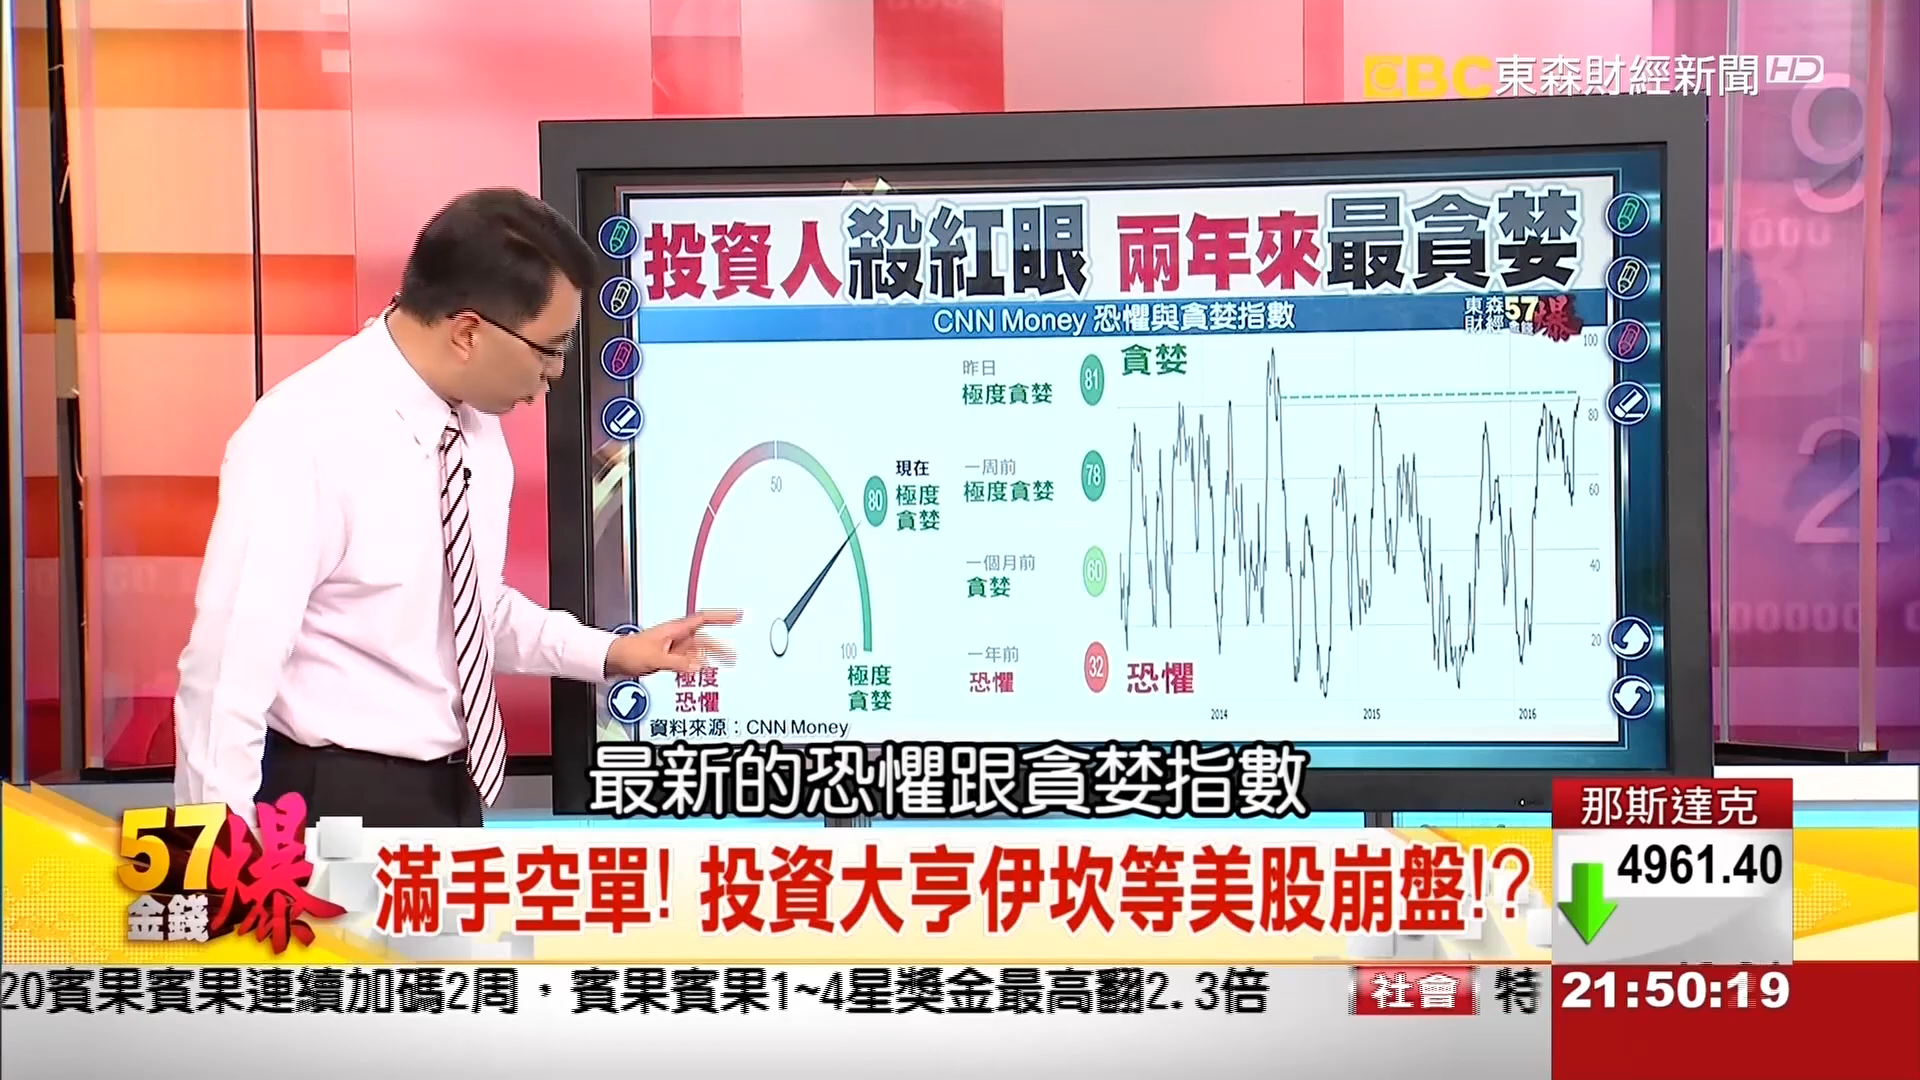 EBC東森財經新聞HD
投資人殺紅眼 兩年來最貪婪
CNN Money 恐懼與貪婪指數
東森財經57金錢爆
昨日
極度貪婪
81
一周前
極度貪婪
78
一個月前
貪婪
60
一年前
恐懼
32
現在
極度
貪婪
80
50
100
極度
恐懼
極度
貪婪
資料來源：CNN Money
貪婪
恐懼
100
80
60
40
20
2014
2015
2016
最新的恐懼跟貪婪指數
57金錢爆
滿手空單! 投資大亨伊坎等美股崩盤!?
那斯達克
4961.40
20賓果賓果連續加碼2周，賓果賓果1~4星獎金最高翻2.3倍
社會 特
21:50:19